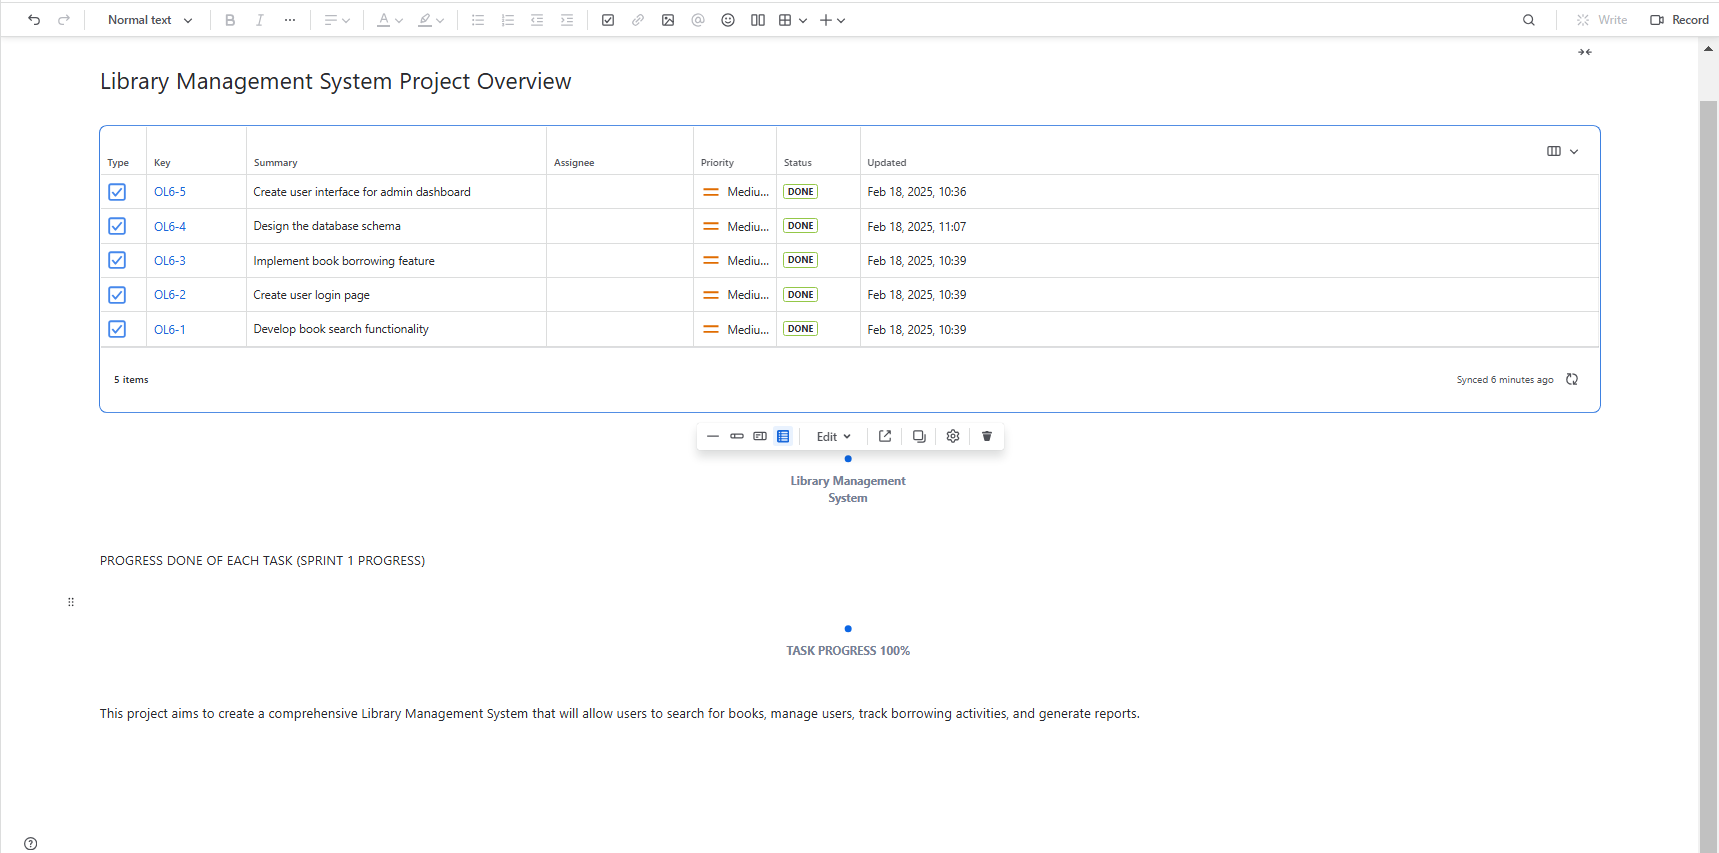 Normal text
B I A
Write Record
Library Management System Project Overview
Type Key Summary Assignee Priority Status Updated
OL6-5 Create user interface for admin dashboard Mediu... DONE Feb 18, 2025, 10:36
OL6-4 Design the database schema Mediu... DONE Feb 18, 2025, 11:07
OL6-3 Implement book borrowing feature Mediu... DONE Feb 18, 2025, 10:39
OL6-2 Create user login page Mediu... DONE Feb 18, 2025, 10:39
OL6-1 Develop book search functionality Mediu... DONE Feb 18, 2025, 10:39
5 items Synced 6 minutes ago
Edit
Library Management
System
PROGRESS DONE OF EACH TASK (SPRINT 1 PROGRESS)
TASK PROGRESS 100%
This project aims to create a comprehensive Library Management System that will allow users to search for books, manage users, track borrowing activities, and generate reports.